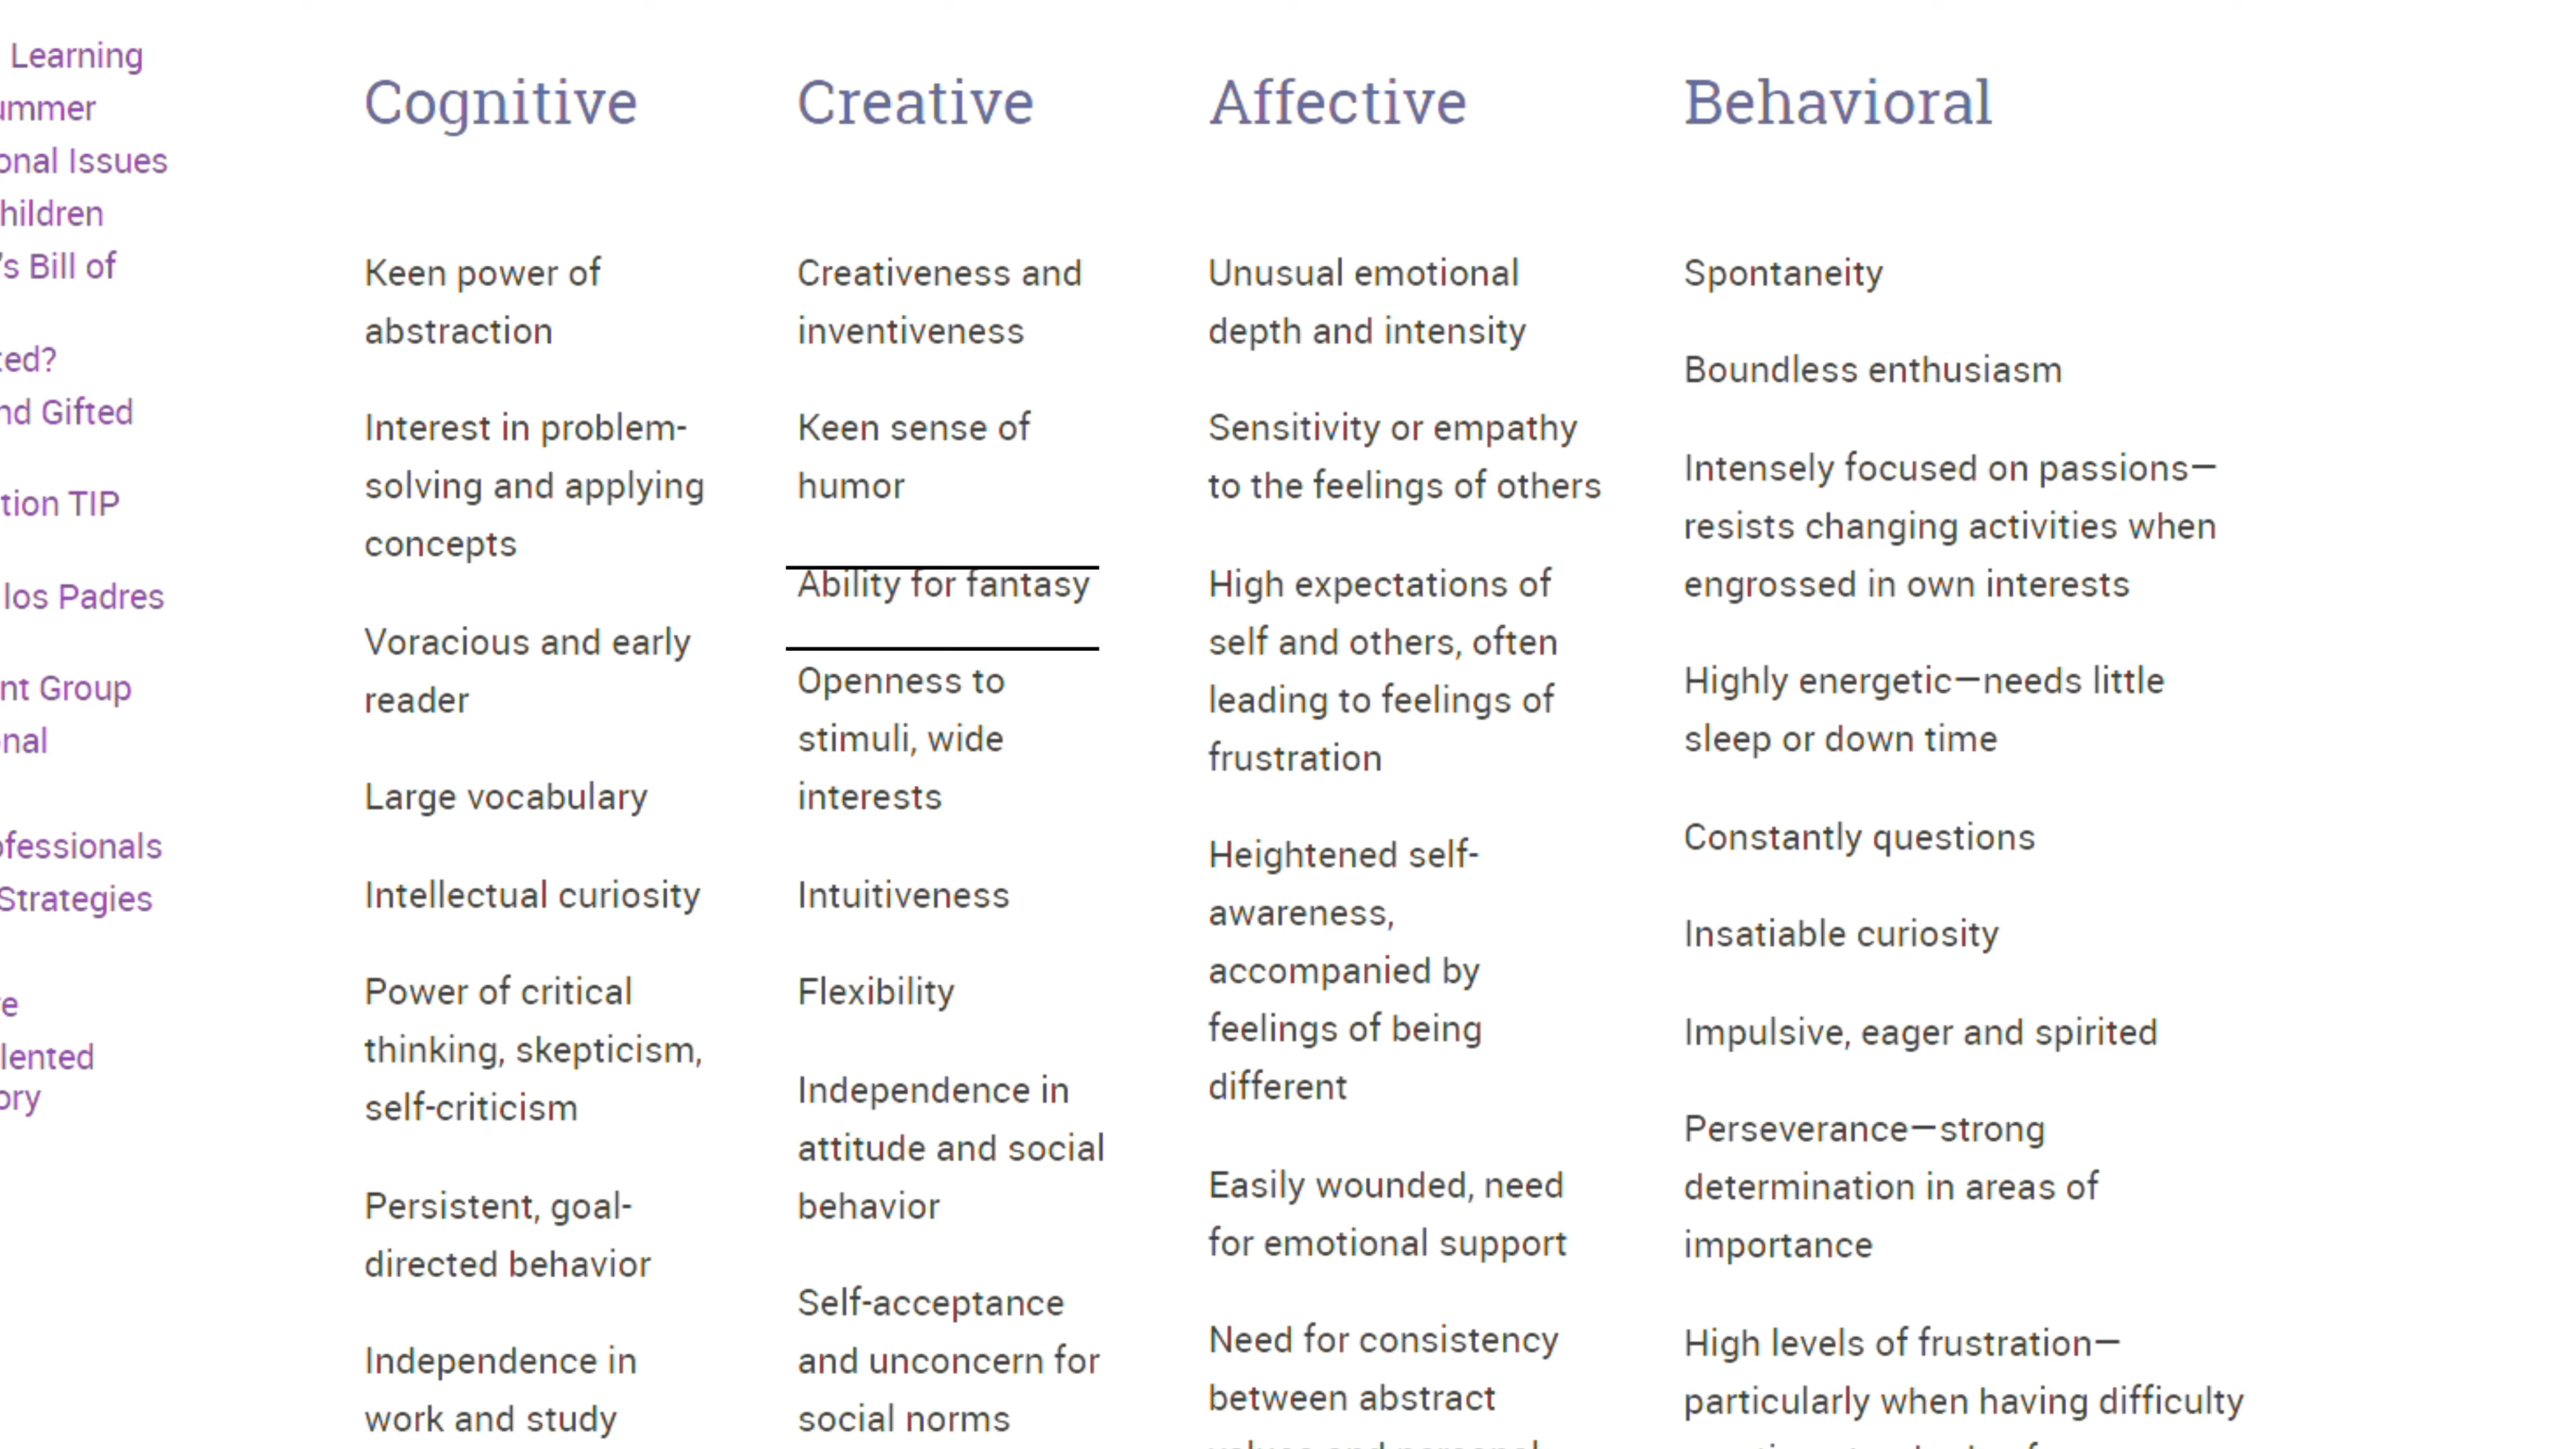 Learning
onal Issues
's Bill of
nd Gifted
tion TIP
los Padres
nt Group
Strategies
Cognitive
Keen power of
abstraction
Interest in problem-
solving and applying
concepts
Voracious and early
reader
Large vocabulary
Intellectual curiosity
Power of critical
thinking, skepticism,
self-criticism
Persistent, goal-
directed behavior
Independence in
work and study
Creative
Creativeness and
inventiveness
Keen sense of
humor
Ability for fantasy
Openness to
stimuli, wide
interests
Intuitiveness
Flexibility
Independence in
attitude and social
behavior
Self-acceptance
and unconcern for
social norms
Affective
Unusual emotional
depth and intensity
Sensitivity or empathy
to the feelings of others
High expectations of
self and others, often
leading to feelings of
frustration
Heightened self-
awareness,
accompanied by
feelings of being
different
Easily wounded, need
for emotional support
Need for consistency
between abstract
Behavioral
Spontaneity
Boundless enthusiasm
Intensely focused on passions—
resists changing activities when
engrossed in own interests
Highly energetic—needs little
sleep or down time
Constantly questions
Insatiable curiosity
Impulsive, eager and spirited
Perseverance—strong
determination in areas of
importance
High levels of frustration—
particularly when having difficulty